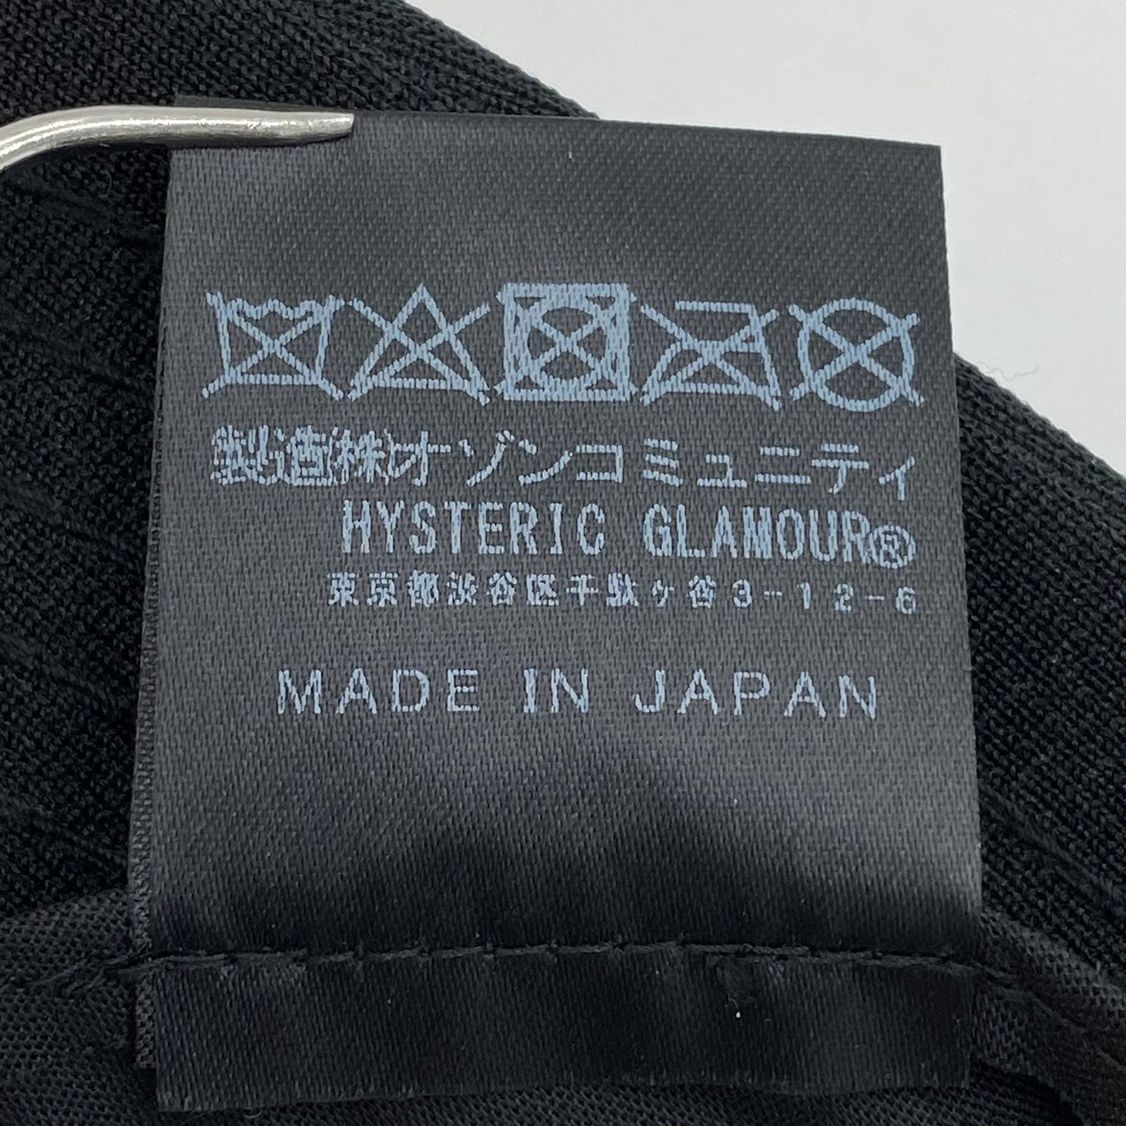 製造(株)オゾンコミュニティ
HYSTERIC GLAMOUR®
東京都渋谷区千駄ヶ谷3-12-6
MADE IN JAPAN